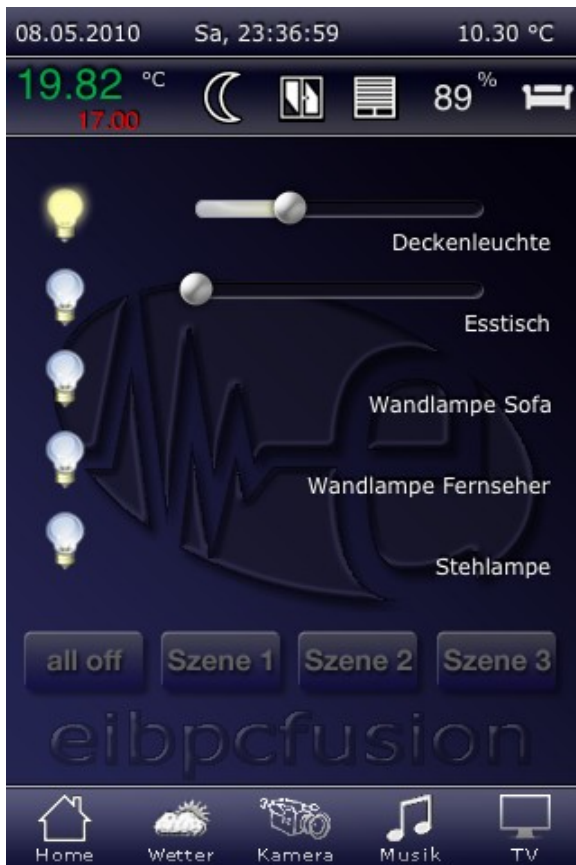 08.05.2010 Sa, 23:36:59 10.30 °C
19.82 °C 89 %
17.00
Deckenleuchte
Esstisch
Wandlampe Sofa
Wandlampe Fernseher
Stehlampe
all off Szene 1 Szene 2 Szene 3
eibpcfusion
Home Wetter Kamera Musik TV